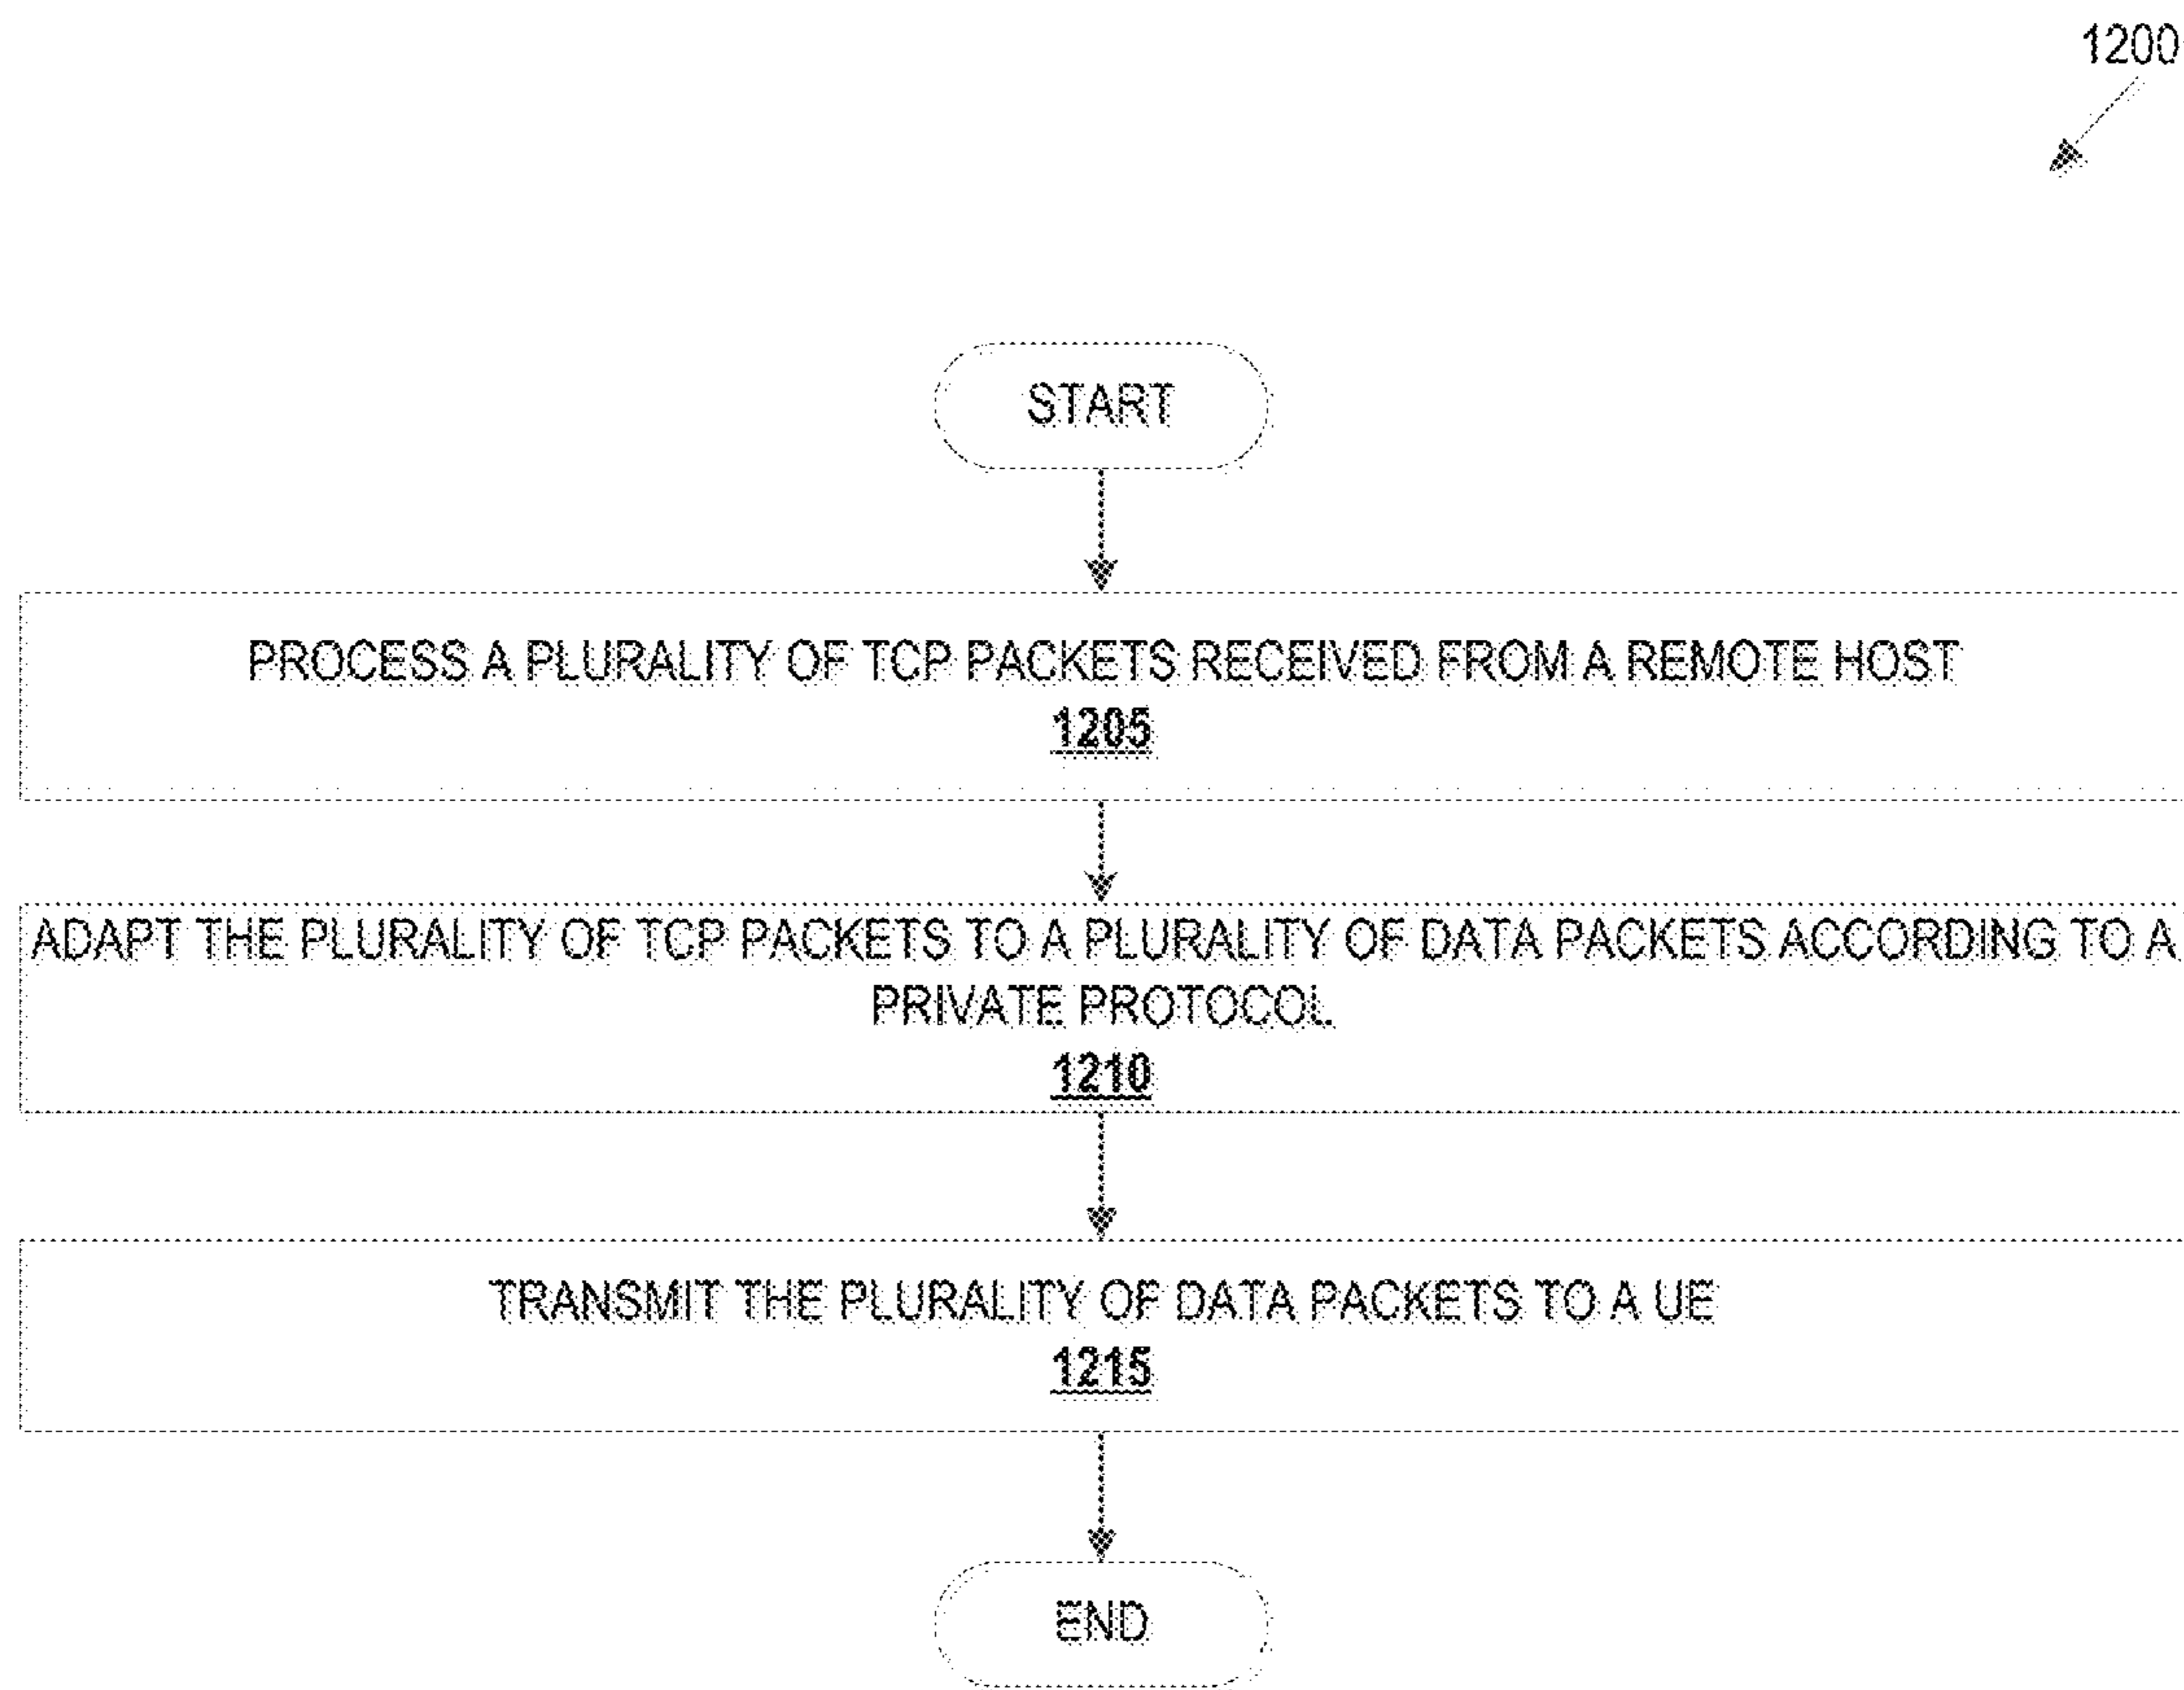 1200
START
PROCESS A PLURALITY OF TCP PACKETS RECEIVED FROM A REMOTE HOST
1205
ADAPT THE PLURALITY OF TCP PACKETS TO A PLURALITY OF DATA PACKETS ACCORDING TO A
PRIVATE PROTOCOL
1210
TRANSMIT THE PLURALITY OF DATA PACKETS TO A UE
1215
END